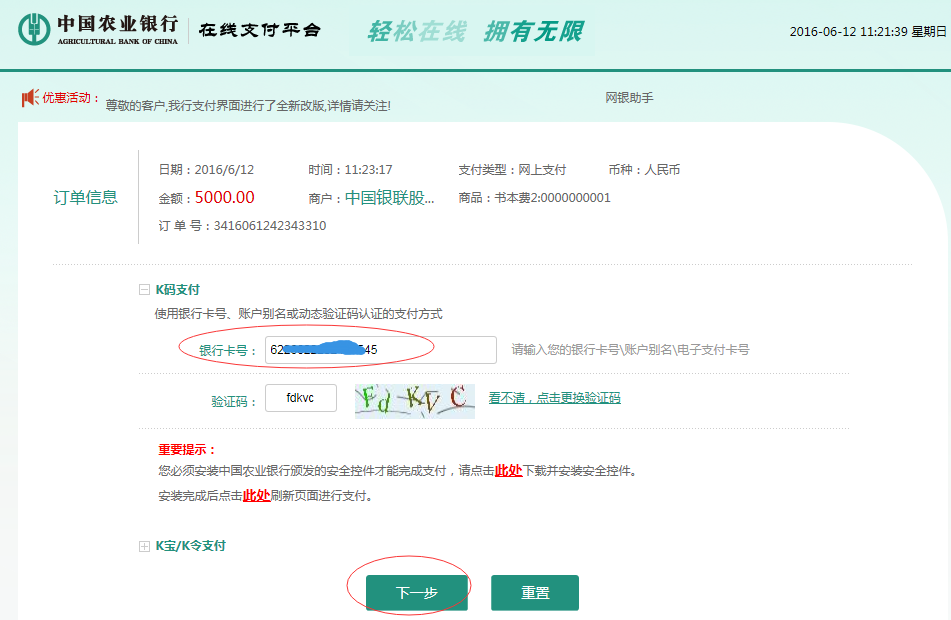 中国农业银行
AGRICULTURAL BANK OF CHINA
在线支付平台
轻松在线 拥有无限
2016-06-12 11:21:39 星期日
优惠活动： 尊敬的客户,我行支付界面进行了全新改版,详情请关注!
网银助手
订单信息
日期：2016/6/12 时间：11:23:17 支付类型：网上支付 币种：人民币
金额：5000.00 商户：中国银联股... 商品：书本费2:0000000001
订 单 号：3416061242343310
K码支付
使用银行卡号、账户别名或动态验证码认证的支付方式
银行卡号： 请输入您的银行卡号\账户别名\电子支付卡号
验证码： fdkvc Fd KV C 看不清，点击更换验证码
重要提示：
您必须安装中国农业银行颁发的安全控件才能完成支付，请点击此处下载并安装安全控件。
安装完成后点击此处刷新页面进行支付。
K宝/K令支付
下一步 重置